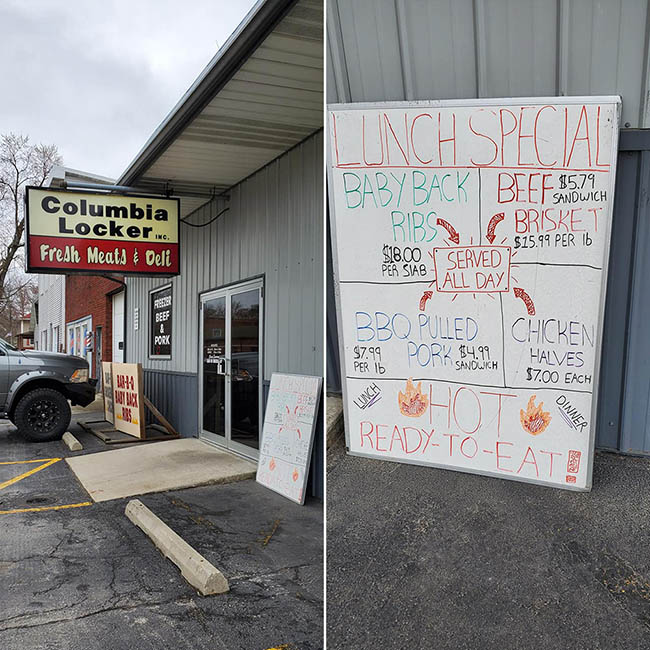 Columbia
Locker INC.
Fresh Meats & Deli
FREEZER
BEEF
&
PORK
BAR-B-Q
BABY BACK
RIBS
LUNCH SPECIAL
BABY BACK
RIBS
$18.00
PER SLAB
BEEF $5.79
SANDWICH
BRISKET
$15.99 PER lb
SERVED
ALL DAY
BBQ PULLED
PORK
$7.99
PER lb
$4.99
SANDWICH
CHICKEN
HALVES
$7.00 EACH
LUNCH
HOT
DINNER
READY-TO-EAT